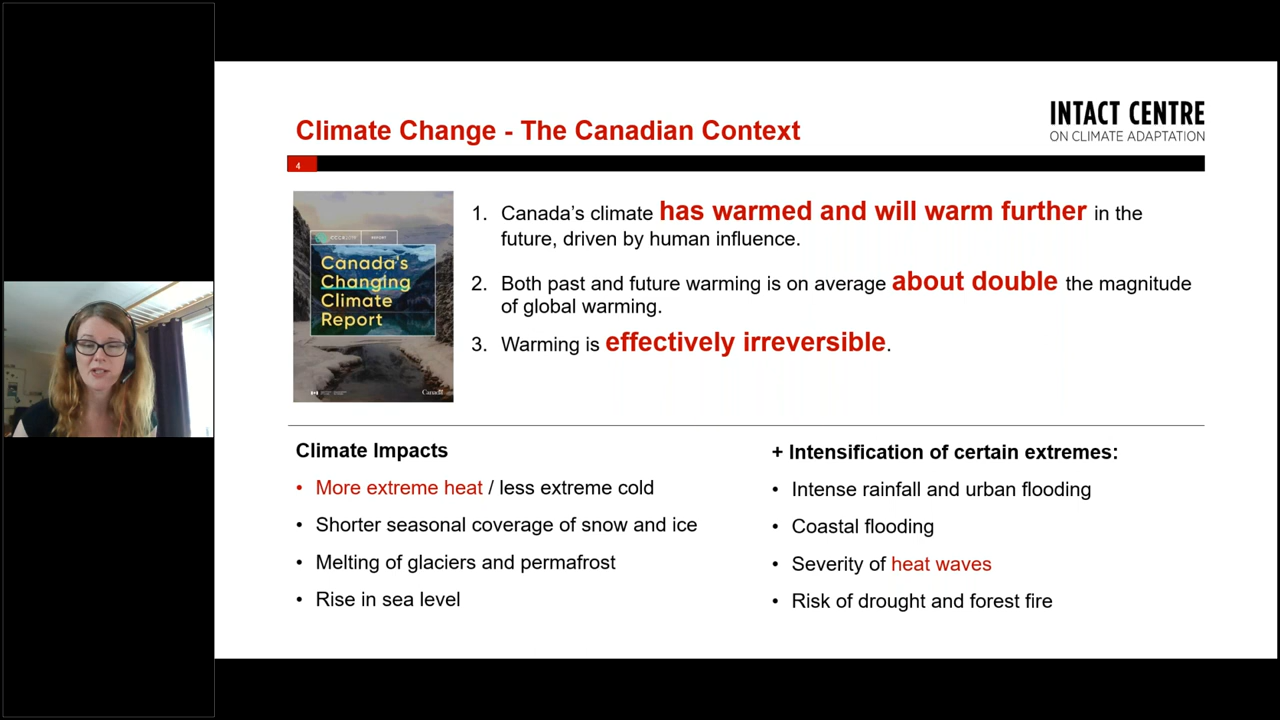 INTACT CENTRE
ON CLIMATE ADAPTATION
Climate Change - The Canadian Context
4
REPORT
Canada's
Changing
Climate
Report
Canada
1. Canada's climate has warmed and will warm further in the
future, driven by human influence.
2. Both past and future warming is on average about double the magnitude
of global warming.
3. Warming is effectively irreversible.
Climate Impacts
• More extreme heat / less extreme cold
• Shorter seasonal coverage of snow and ice
• Melting of glaciers and permafrost
• Rise in sea level
+ Intensification of certain extremes:
• Intense rainfall and urban flooding
• Coastal flooding
• Severity of heat waves
• Risk of drought and forest fire